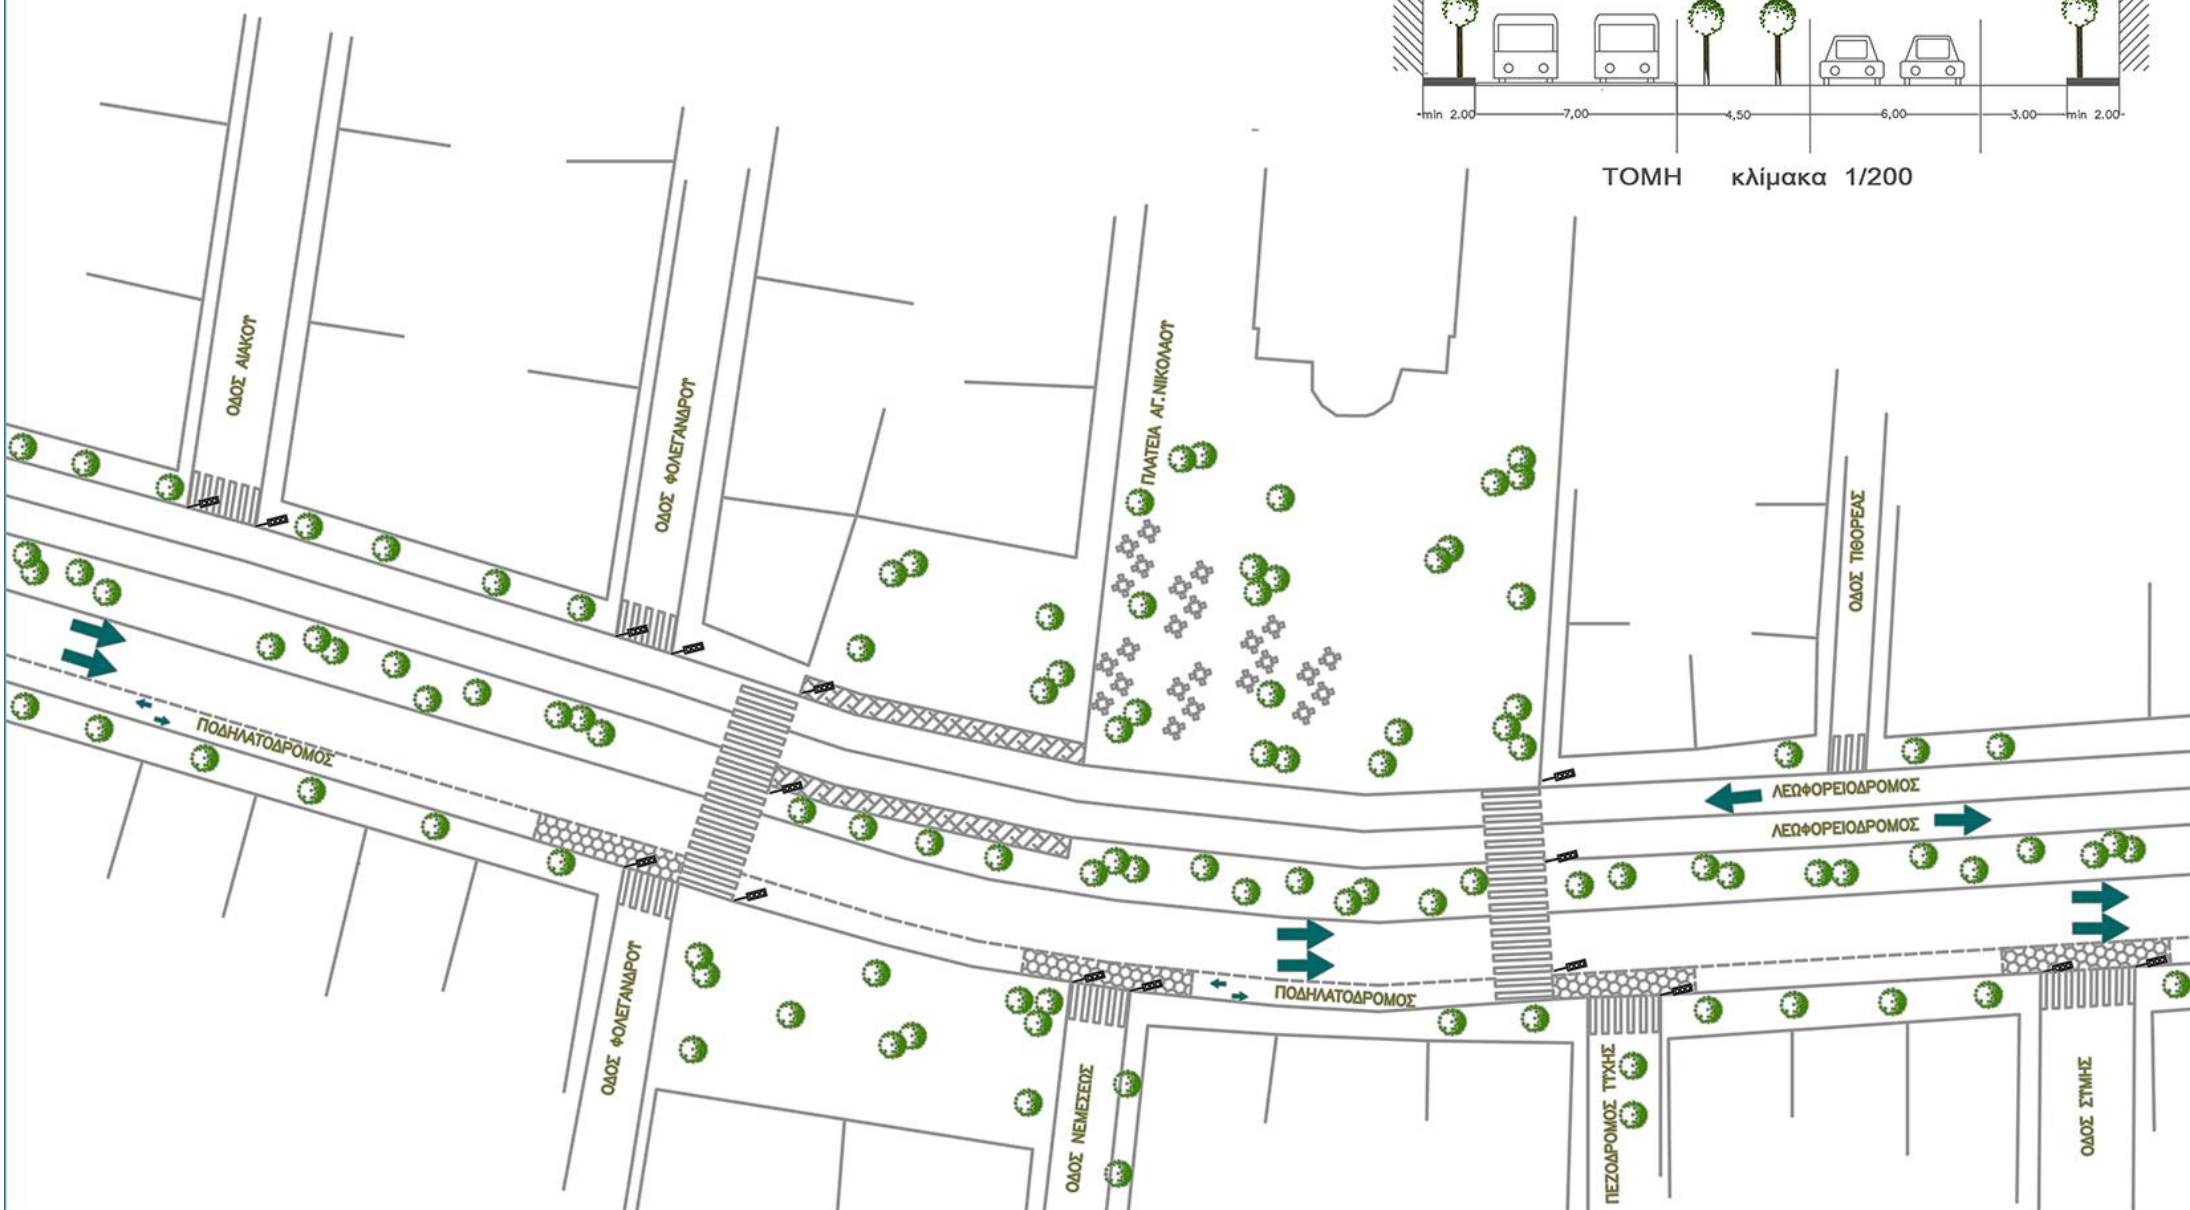 min 2.00
7,00
4,50
6,00
3.00
min 2.00
ΤΟΜΗ κλίμακα 1/200
ΟΔΟΣ ΑΙΑΚΟΥ
ΟΔΟΣ ΦΟΛΕΓΑΝΔΡΟΥ
ΠΛΑΤΕΙΑ ΑΓ.ΝΙΚΟΛΑΟΥ
ΟΔΟΣ ΤΙΘΟΡΕΑΣ
ΠΟΔΗΛΑΤΟΔΡΟΜΟΣ
ΛΕΩΦΟΡΕΙΟΔΡΟΜΟΣ
ΛΕΩΦΟΡΕΙΟΔΡΟΜΟΣ
ΠΟΔΗΛΑΤΟΔΡΟΜΟΣ
ΟΔΟΣ ΦΟΛΕΓΑΝΔΡΟΥ
ΟΔΟΣ ΝΕΜΕΣΕΩΣ
ΠΕΖΟΔΡΟΜΟΣ ΤΥΧΗΣ
ΟΔΟΣ ΣΥΜΗΣ